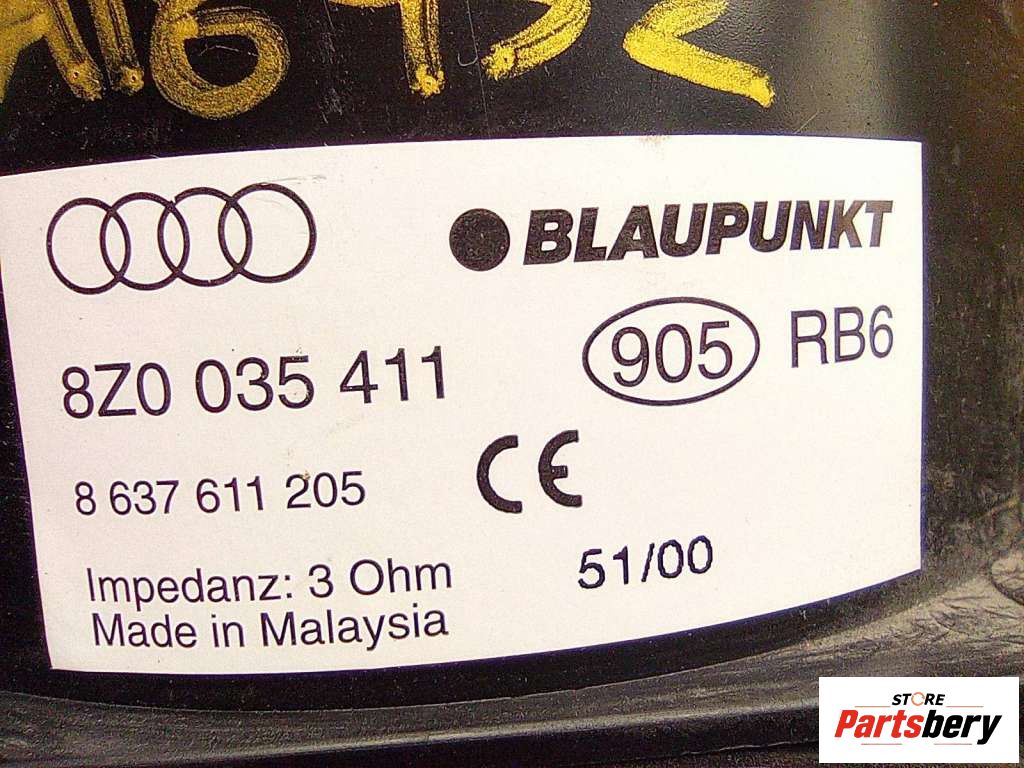 BLAUPUNKT
8Z0 035 411
905 RB6
8 637 611 205
CE
Impedanz: 3 Ohm
51/00
Made in Malaysia
STORE
Partsbery